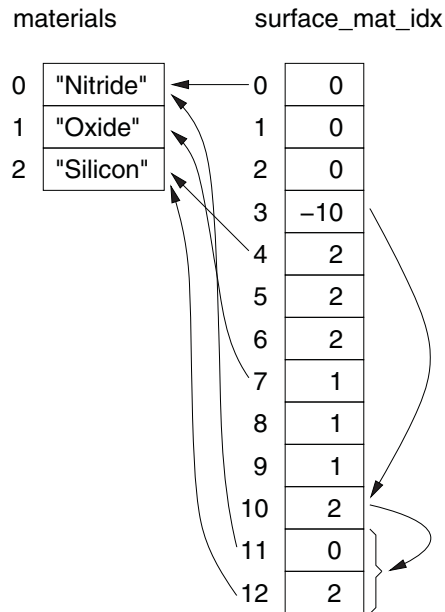 materials surface_mat_idx
0 "Nitride" 0 0
1 "Oxide" 1 0
2 "Silicon" 2 0
3 −10
4 2
5 2
6 2
7 1
8 1
9 1
10 2
11 0
12 2